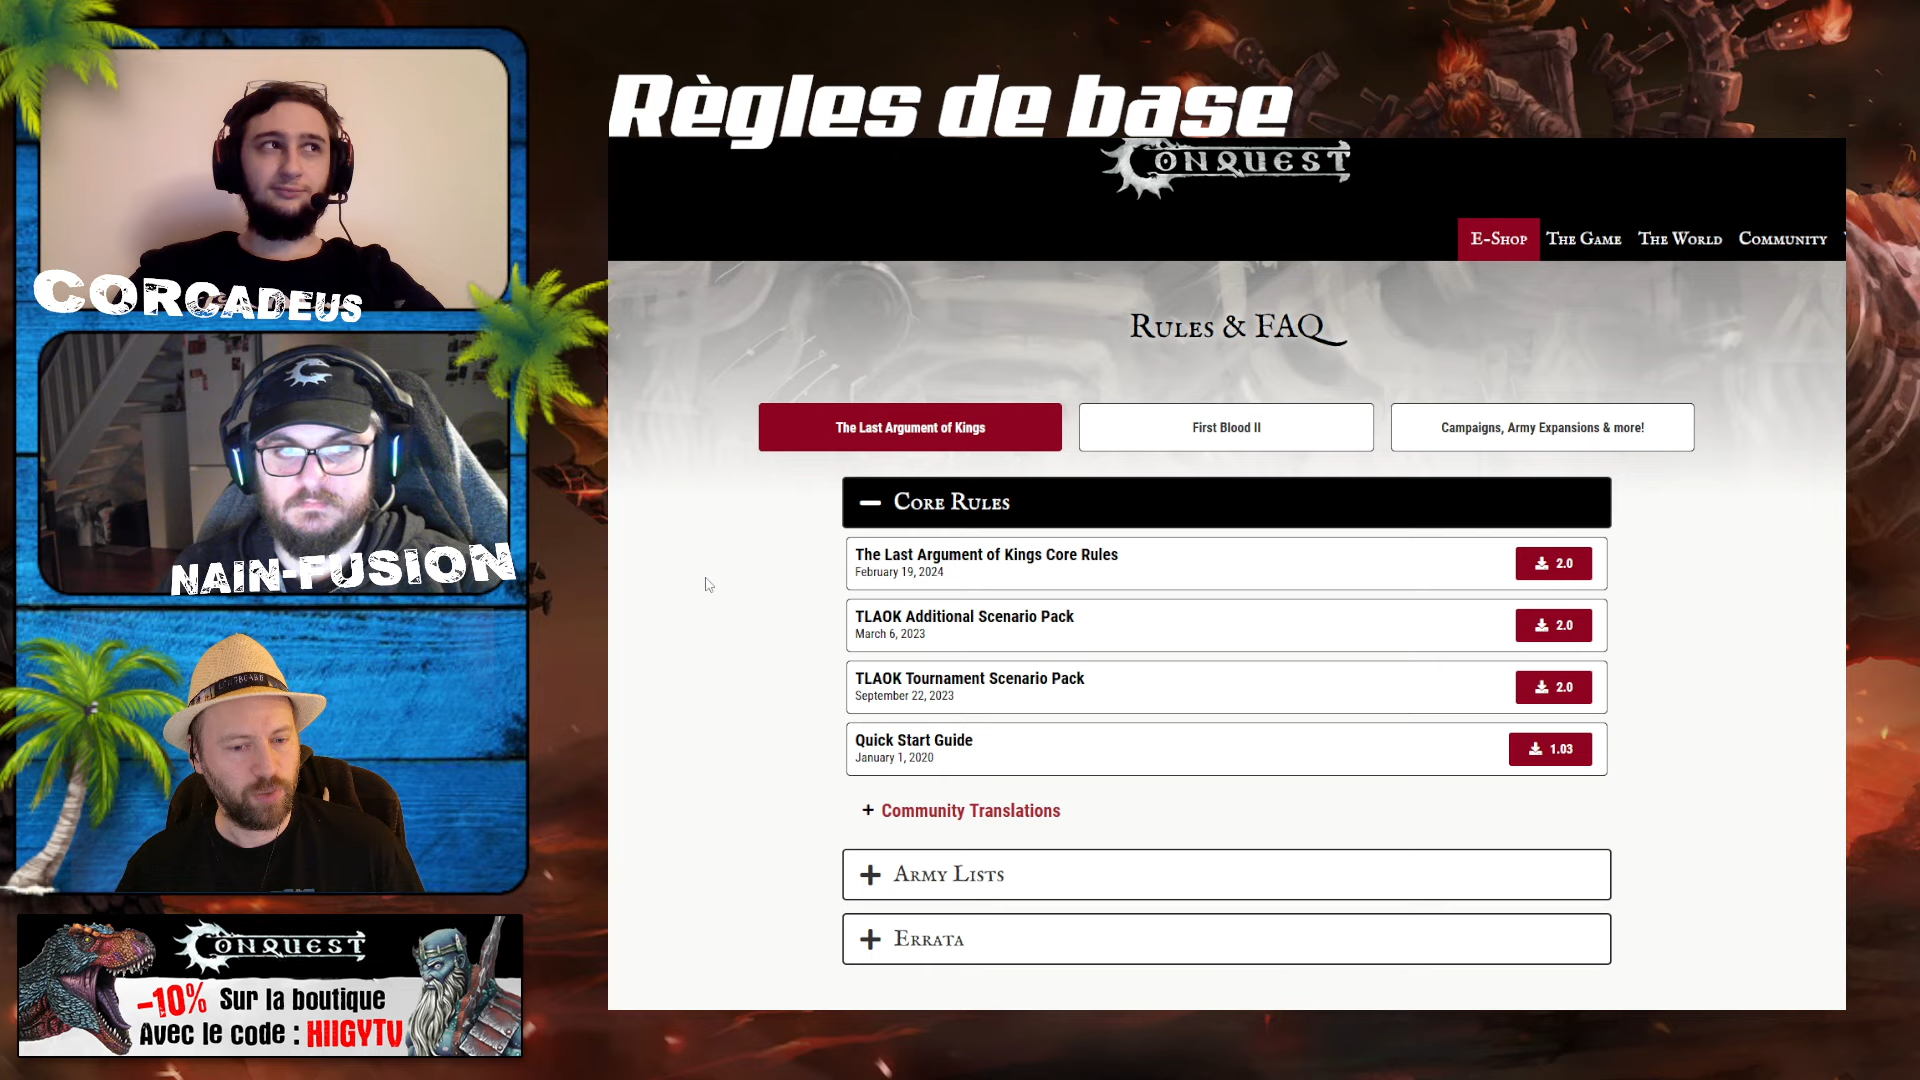 Règles de base
CONQUEST
E-Shop The Game The World Community
Rules & FAQ
The Last Argument of Kings
First Blood II
Campaigns, Army Expansions & more!
Core Rules
The Last Argument of Kings Core Rules
February 19, 2024
2.0
TLAOK Additional Scenario Pack
March 6, 2023
2.0
TLAOK Tournament Scenario Pack
September 22, 2023
2.0
Quick Start Guide
January 1, 2020
1.03
+ Community Translations
Army Lists
Errata
CORCADEUS
NAIN-FUSION
CONQUEST
-10% Sur la boutique
Avec le code : HIIGYTV